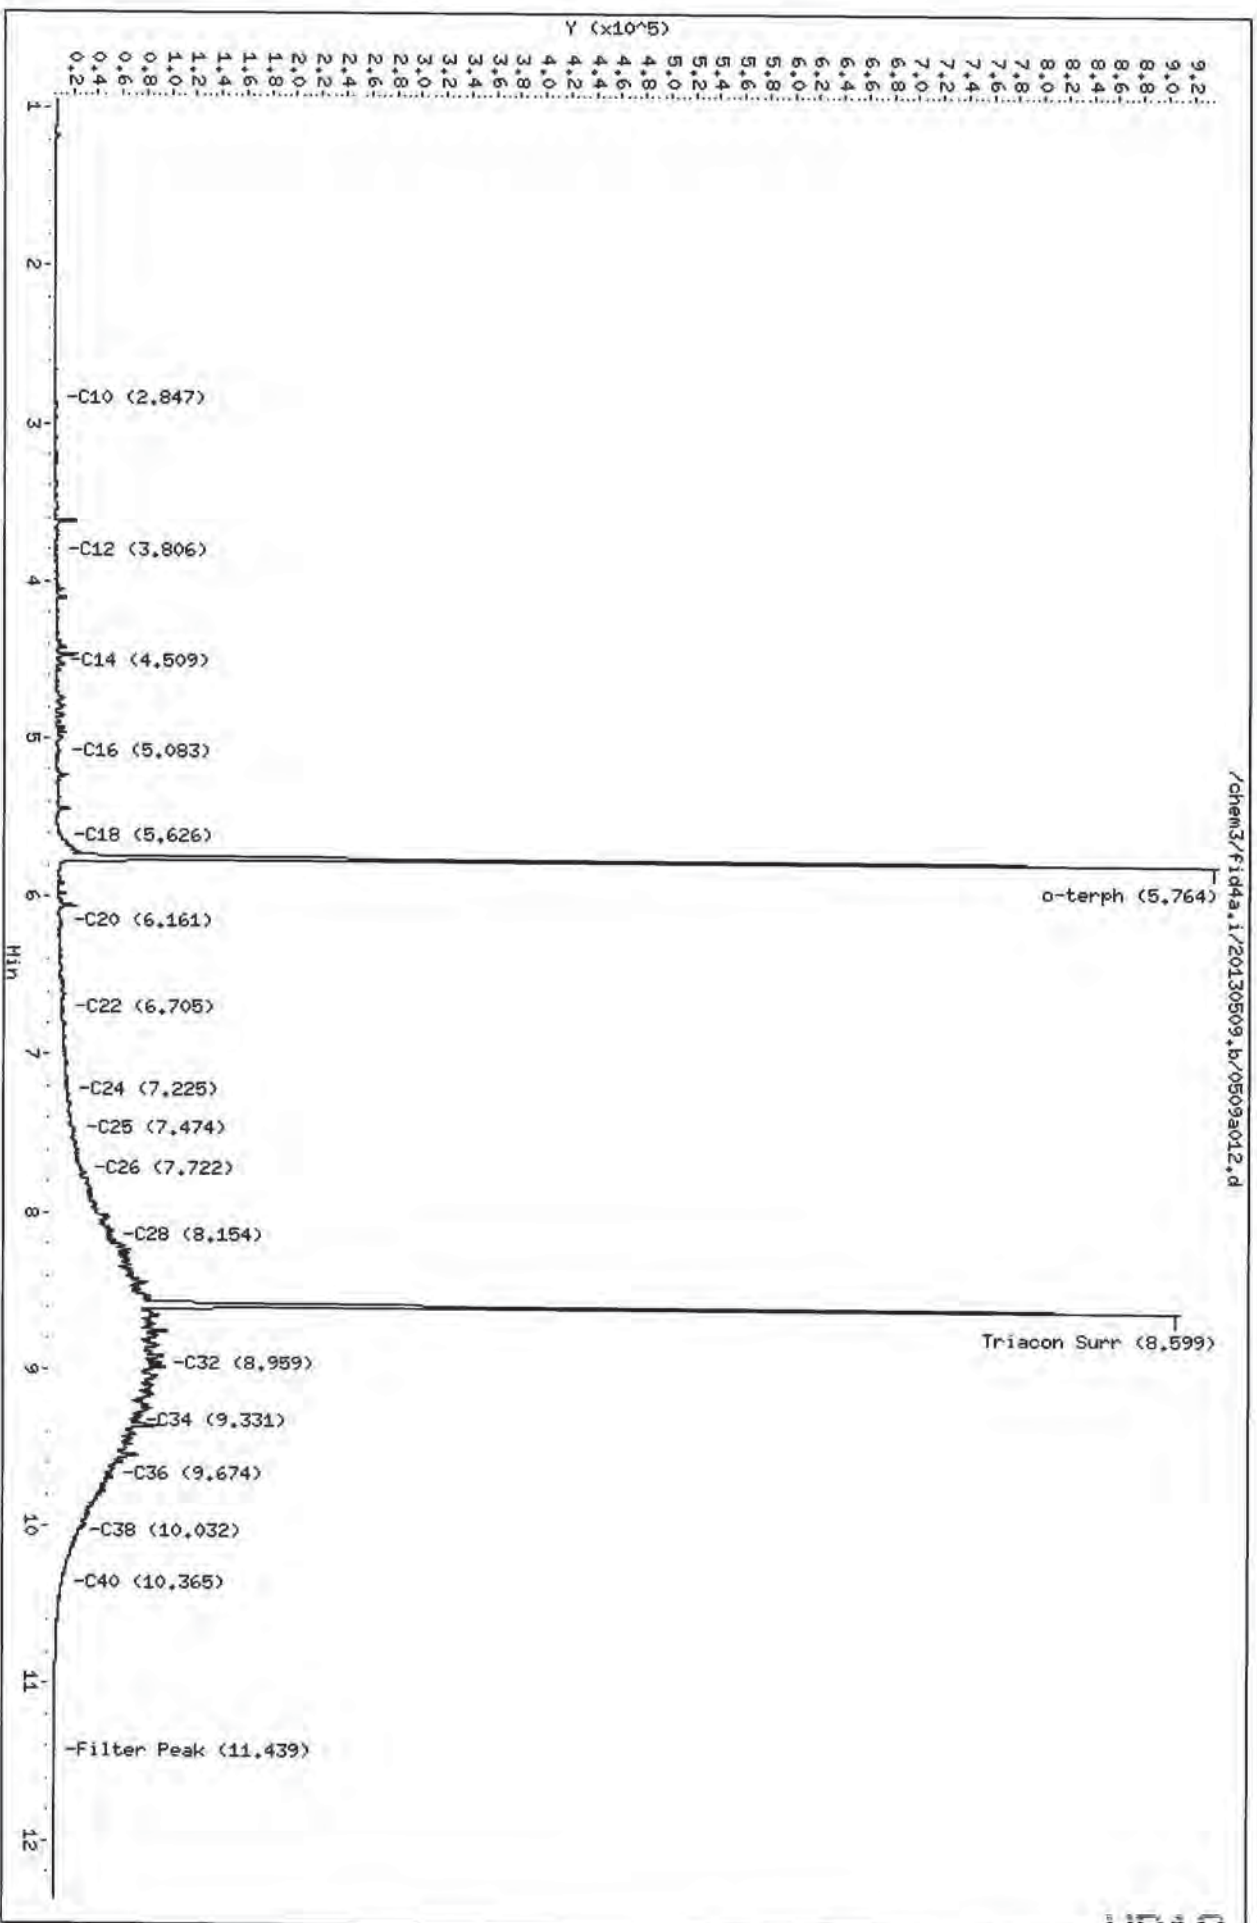 /chem3/fid4a.i/20130509.b/0509a012.d
Y (x10^5)
9.2
9.0
8.8
8.6
8.4
8.2
8.0
7.8
7.6
7.4
7.2
7.0
6.8
6.6
6.4
6.2
6.0
5.8
5.6
5.4
5.2
5.0
4.8
4.6
4.4
4.2
4.0
3.8
3.6
3.4
3.2
3.0
2.8
2.6
2.4
2.2
2.0
1.8
1.6
1.4
1.2
1.0
0.8
0.6
0.4
0.2
-C10 (2.847)
-C12 (3.806)
-C14 (4.509)
-C16 (5.083)
-C18 (5.626)
o-terph (5.764)
-C20 (6.161)
-C22 (6.705)
-C24 (7.225)
-C25 (7.474)
-C26 (7.722)
-C28 (8.154)
Triacon Surr (8.599)
-C32 (8.959)
-C34 (9.331)
-C36 (9.674)
-C38 (10.032)
-C40 (10.365)
-Filter Peak (11.439)
1
2
3
4
5
6
7
8
9
10
11
12
Min